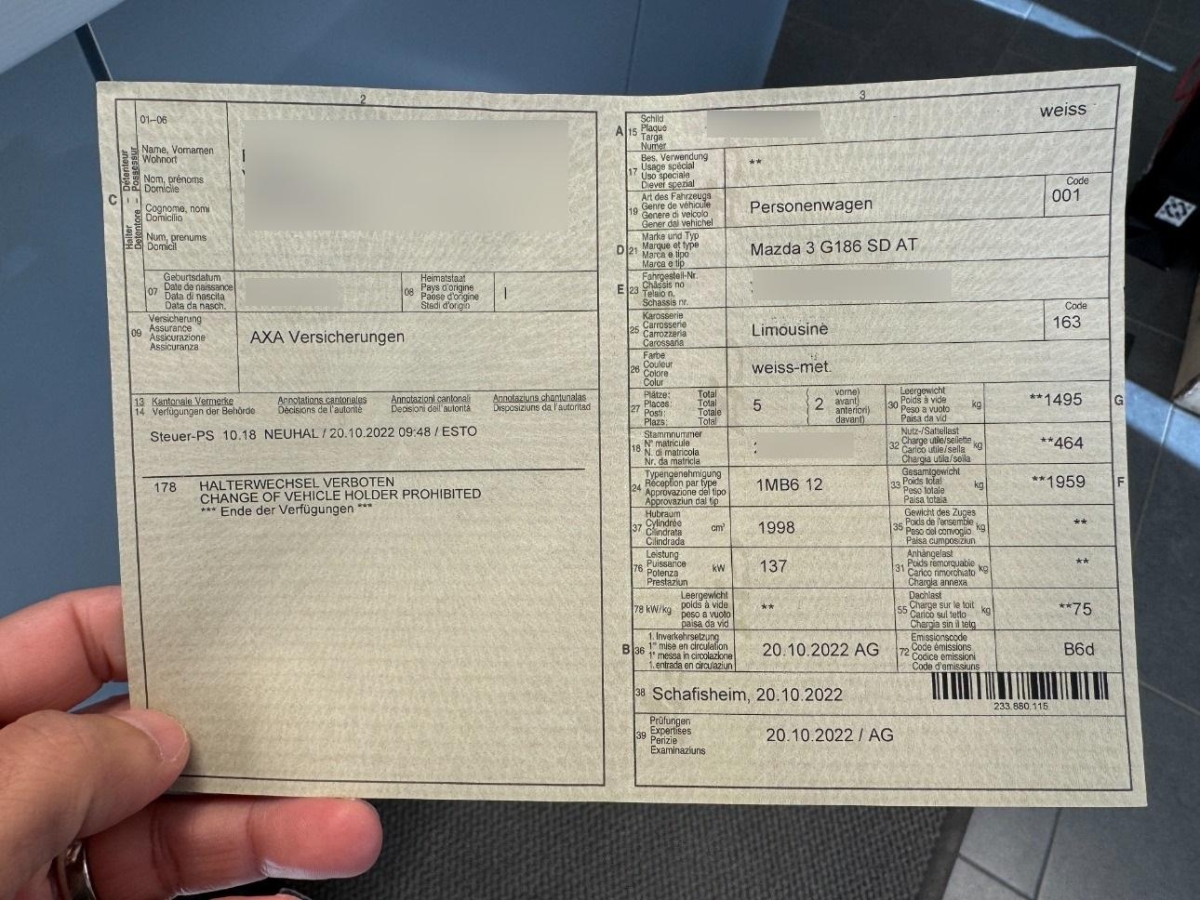 2
01–06
Name, Vornamen
Wohnort
Nom, prénoms
Domicile
Cognome, nomi
Domicilio
Num, prenums
Domicil
C
Halter – Détenteur
Detentore – Possessur
07
Geburtsdatum
Date de naissance
Data di nascita
Data da nasch.
08
Heimatstaat
Pays d'origine
Paese d'origine
Stadi d'origin
I
09
Versicherung
Assurance
Assicurazione
Assicuranza
AXA Versicherungen
13 Kantonale Vermerke Annotations cantonales Annotazioni cantonali Annotaziuns chantunalas
14 Verfügungen der Behörde Décisions de l'autorité Decisioni dell'autorità Disposiziuns da l'autoritad
Steuer-PS 10.18 NEUHAL / 20.10.2022 09:48 / ESTO
178 HALTERWECHSEL VERBOTEN
CHANGE OF VEHICLE HOLDER PROHIBITED
*** Ende der Verfügungen ***
3
A 15
Schild
Plaque
Targa
Numer
weiss
17
Bes. Verwendung
Usage spécial
Uso speciale
Diever spezial
**
19
Art des Fahrzeugs
Genre de véhicule
Genere di veicolo
Gener dal vehichel
Personenwagen
Code
001
D 21
Marke und Typ
Marque et type
Marca e tipo
Marca e tip
Mazda 3 G186 SD AT
E 23
Fahrgestell-Nr.
Châssis no
Telaio n.
Schassis nr.
25
Karosserie
Carrosserie
Carrozzeria
Carossaria
Limousine
Code
163
26
Farbe
Couleur
Colore
Colur
weiss-met.
27
Plätze: Total
Places: Total
Posti: Totale
Plazs: Total
5
2
vorne)
avant)
anteriori)
davant)
30
Leergewicht
Poids à vide
Peso a vuoto
Paisa da vid
kg
**1495
G
18
Stammnummer
N° matricule
N. di matricola
Nr. da matricla
32
Nutz-/Sattellast
Charge utile/sellette
Carico utile/sella
Chargia utila/sella
kg
**464
24
Typengenehmigung
Réception par type
Approvazione del tipo
Approvaziun dal tip
1MB6 12
33
Gesamtgewicht
Poids total
Peso totale
Paisa totala
kg
**1959
F
37
Hubraum
Cylindrée
Cilindrata
Cilindrada
cm³
1998
35
Gewicht des Zuges
Poids de l'ensemble
Peso del convoglio
Paisa cumposiziun
kg
**
76
Leistung
Puissance
Potenza
Prestaziun
kW
137
31
Anhängelast
Poids remorquable
Carico rimorchiato
Chargia annexa
kg
**
78 kW/kg
Leergewicht
poids à vide
peso a vuoto
paisa da vid
**
55
Dachlast
Charge sur le toit
Carico sul tetto
Chargia sin il tetg
kg
**75
B 36
1. Inverkehrsetzung
1re mise en circulation
1a messa in circolazione
1. entrada en circulaziun
20.10.2022 AG
72
Emissionscode
Code émissions
Codice emissioni
Code d'emissiuns
B6d
38 Schafisheim, 20.10.2022
233.880.115
39
Prüfungen
Expertises
Perizie
Examinaziuns
20.10.2022 / AG